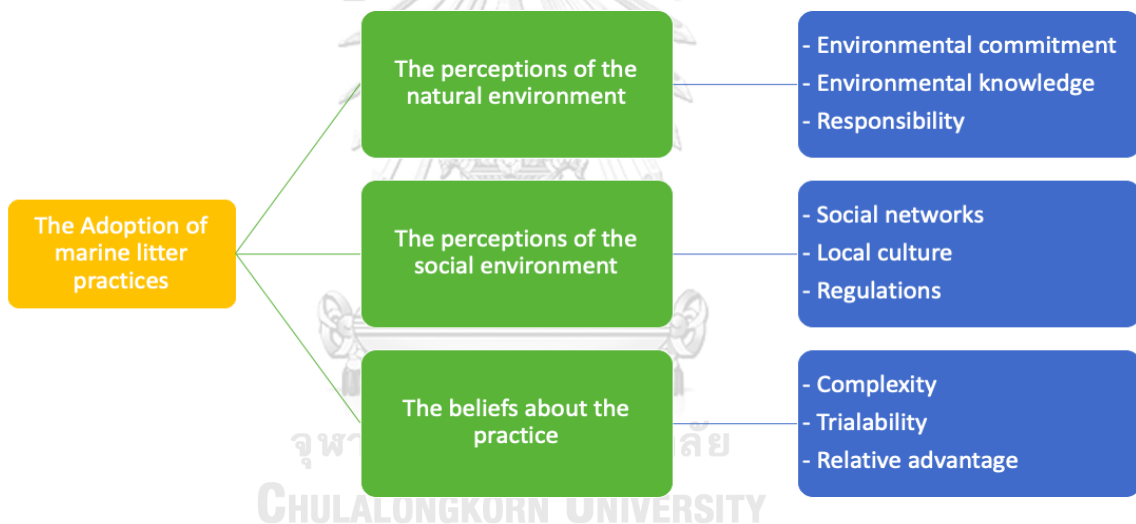 The Adoption of
marine litter
practices
The perceptions of the
natural environment
- Environmental commitment
- Environmental knowledge
- Responsibility
The perceptions of the
social environment
- Social networks
- Local culture
- Regulations
The beliefs about the
practice
- Complexity
- Trialability
- Relative advantage
CHULALONGKORN UNIVERSITY